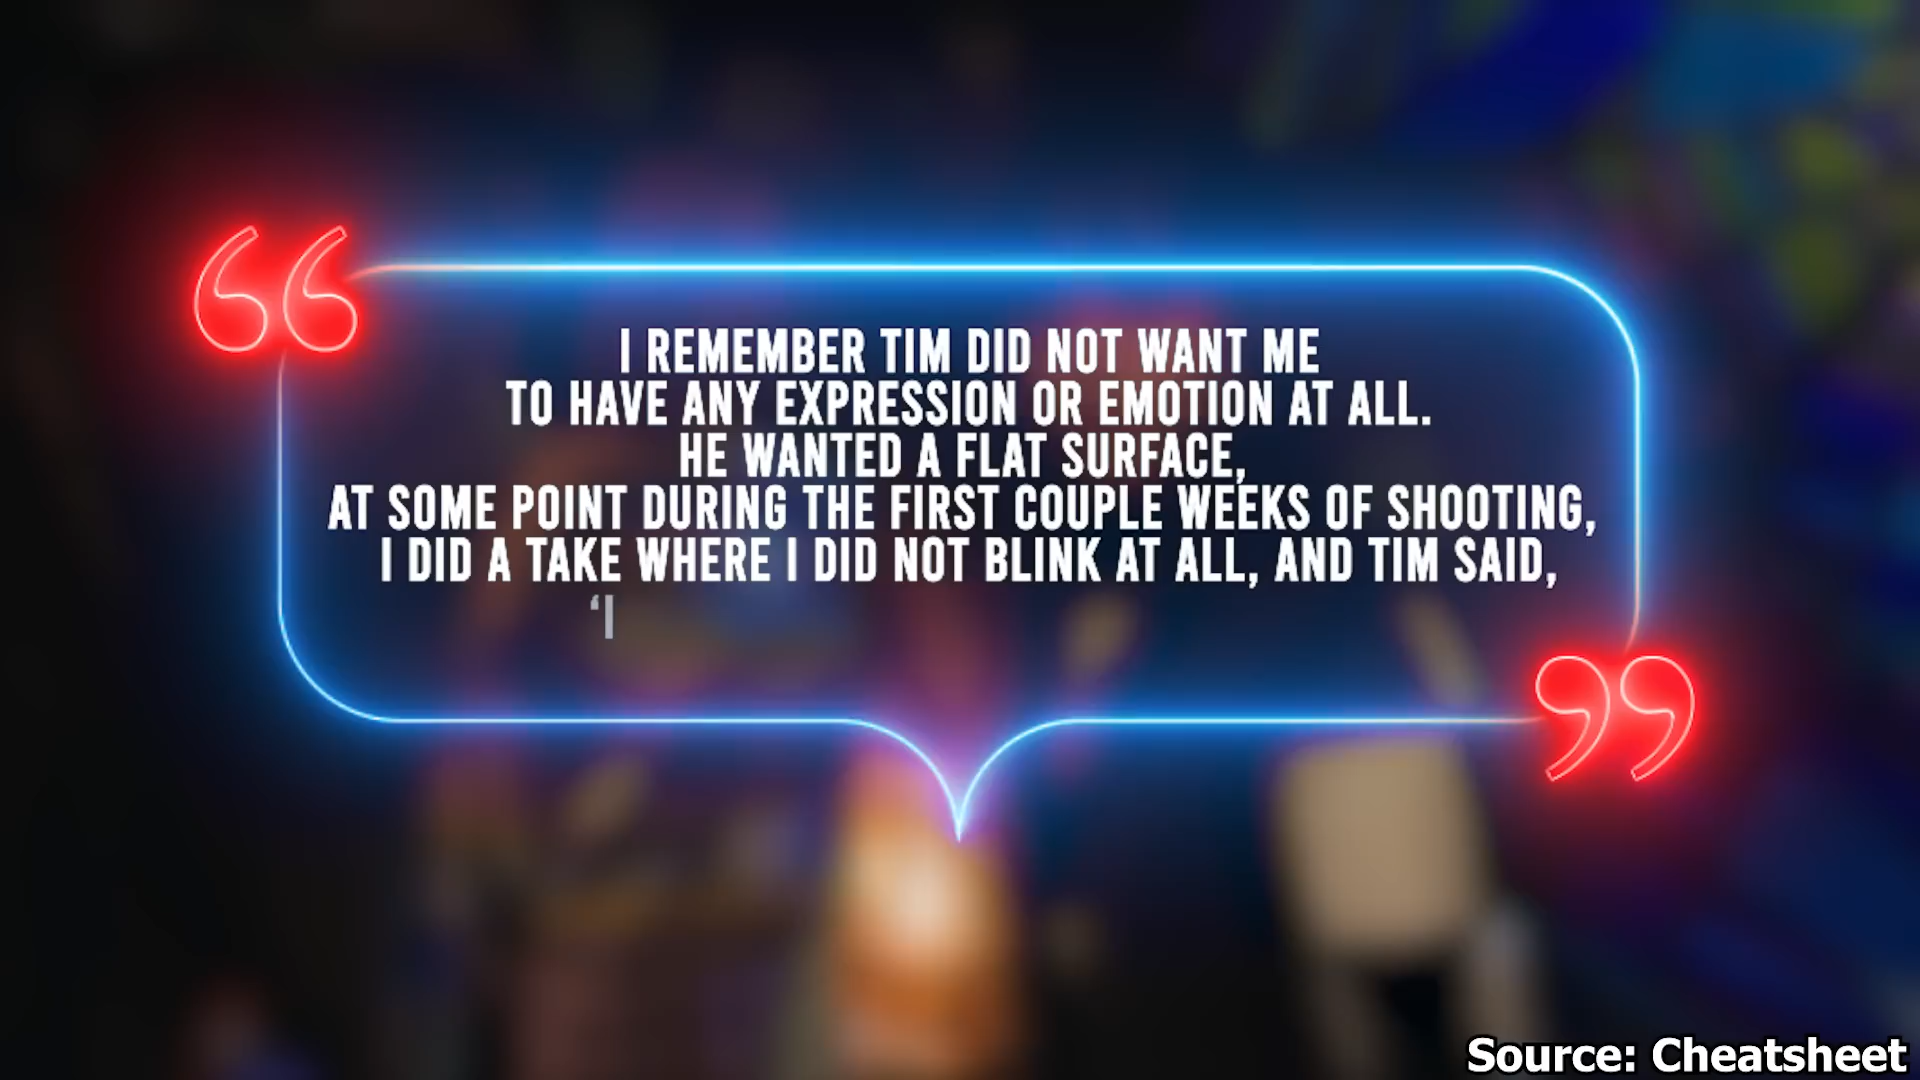 I REMEMBER TIM DID NOT WANT ME
TO HAVE ANY EXPRESSION OR EMOTION AT ALL.
HE WANTED A FLAT SURFACE,
AT SOME POINT DURING THE FIRST COUPLE WEEKS OF SHOOTING,
I DID A TAKE WHERE I DID NOT BLINK AT ALL, AND TIM SAID,
‘I
Source: Cheatsheet